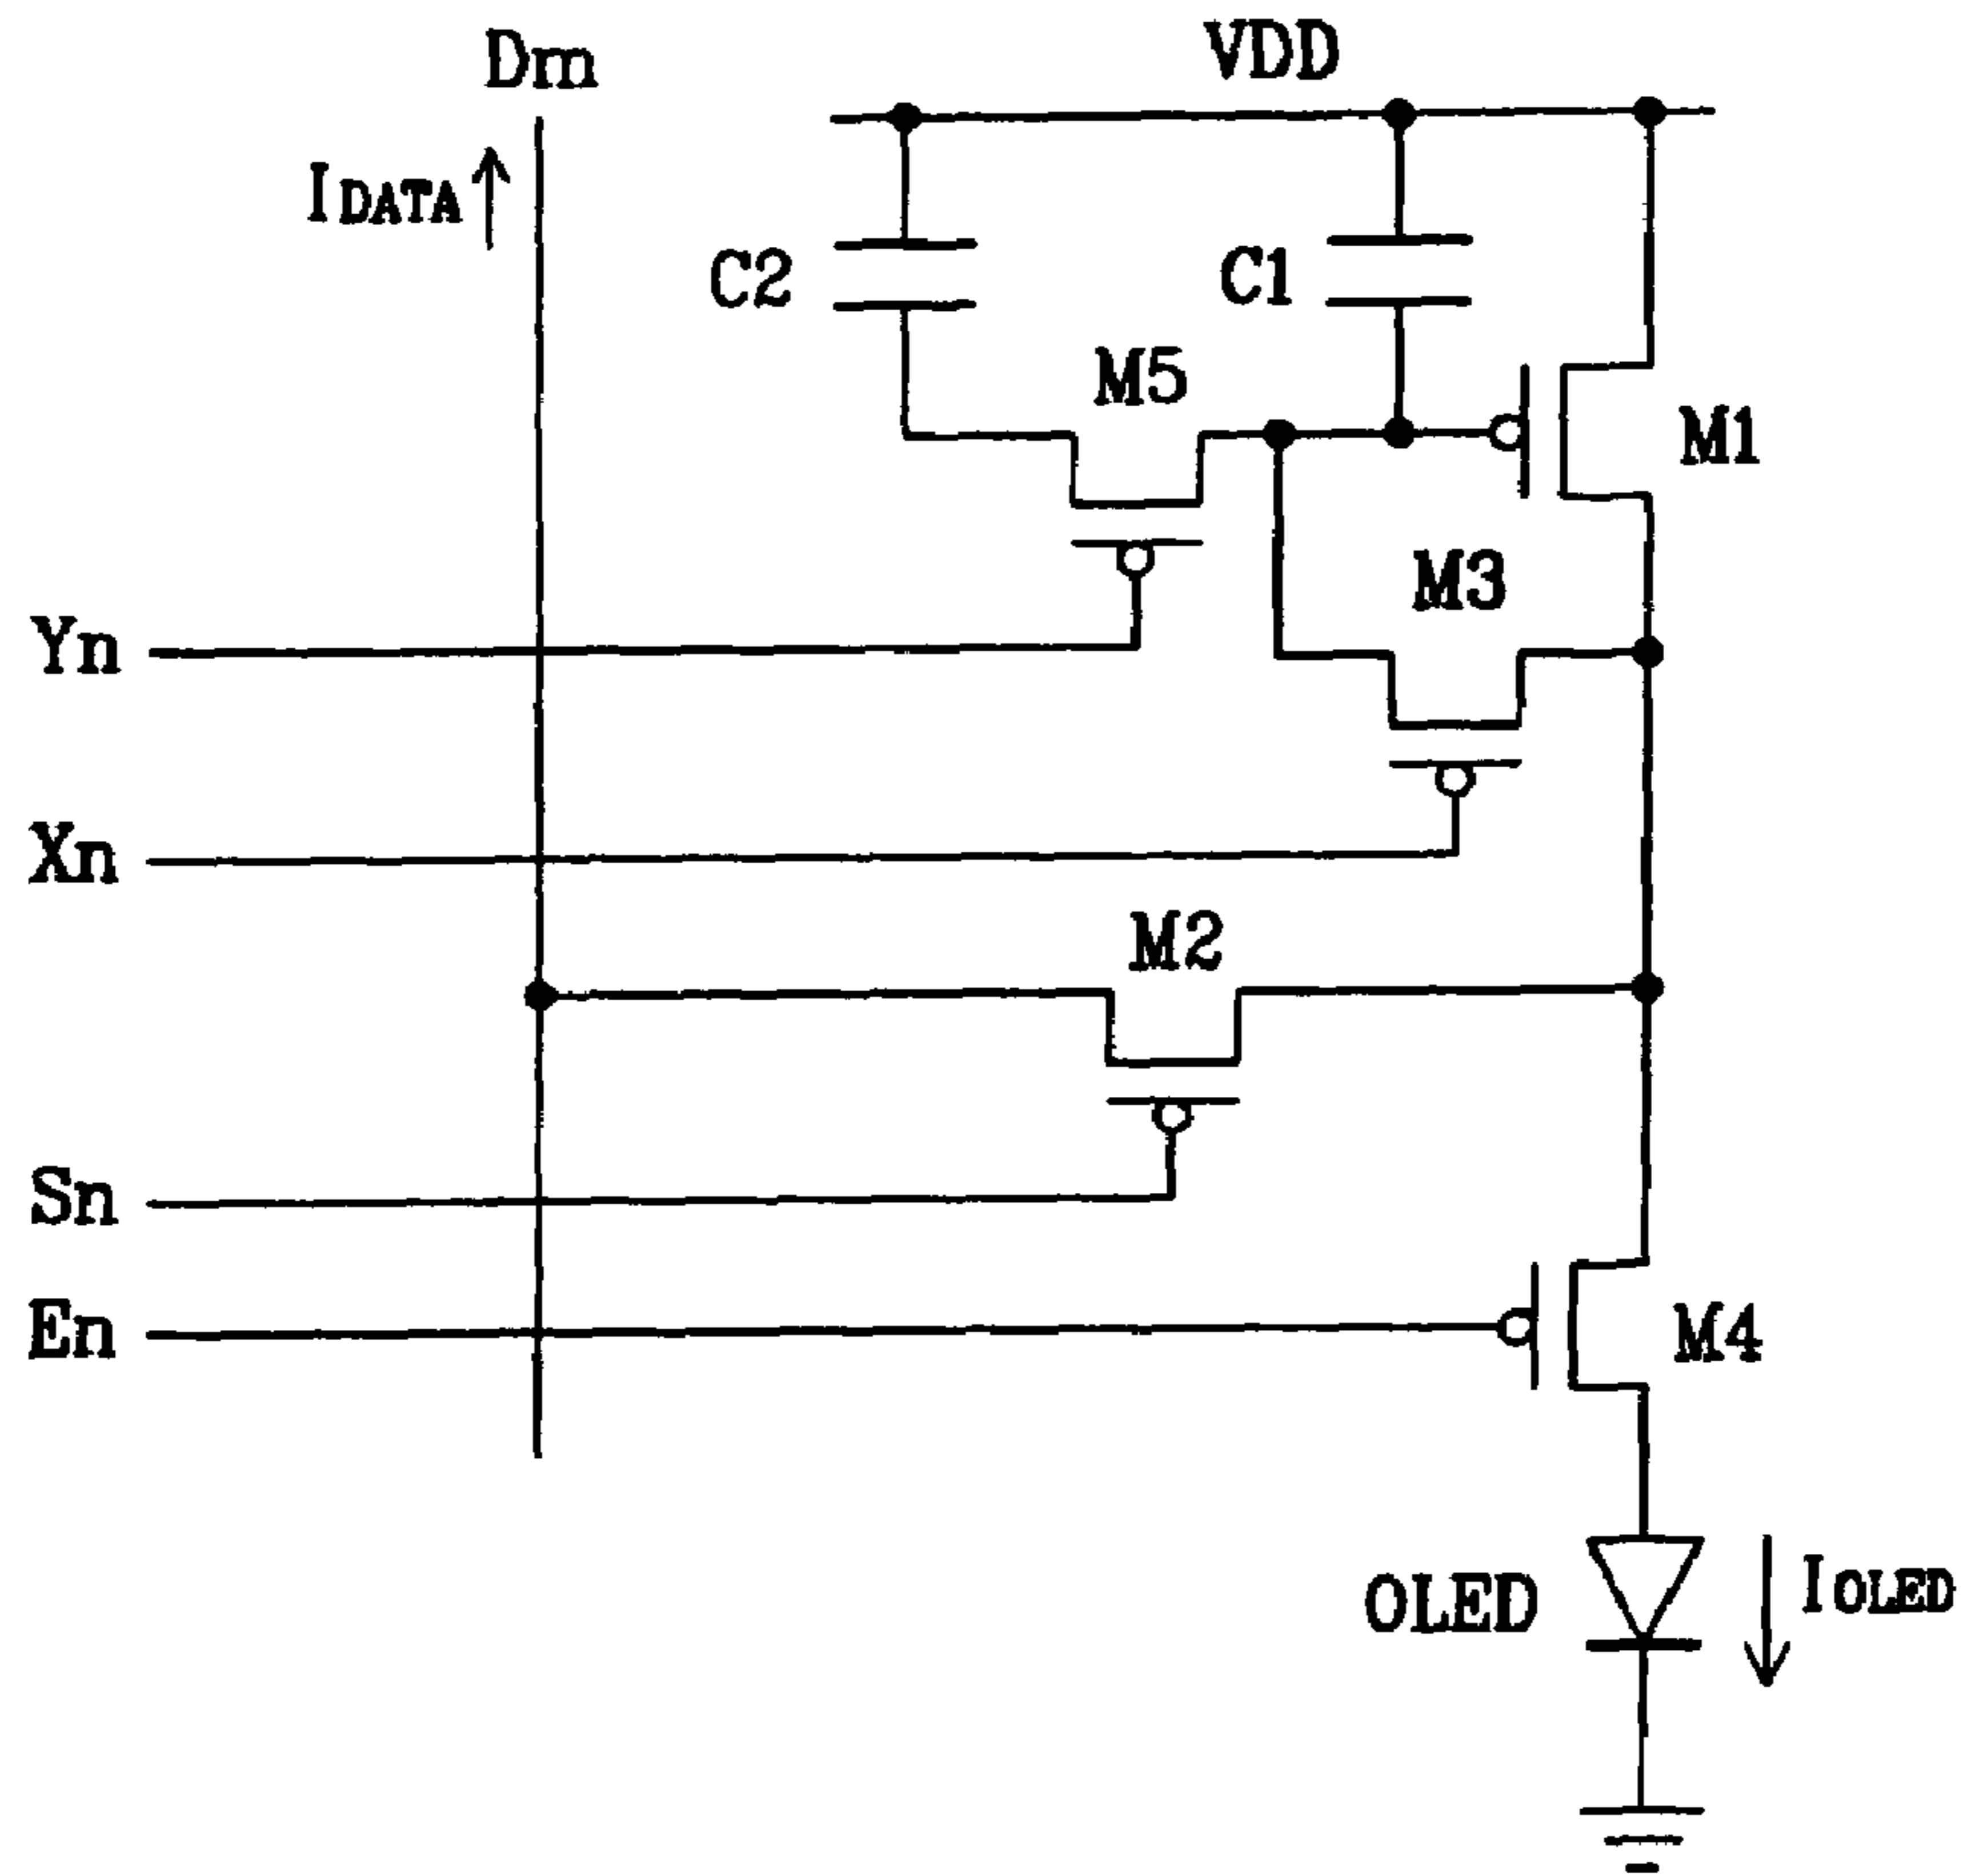 Dm
VDD
IDATA
C2
C1
M5
M1
M3
Yn
Xn
M2
Sn
En
M4
OLED
IOLED